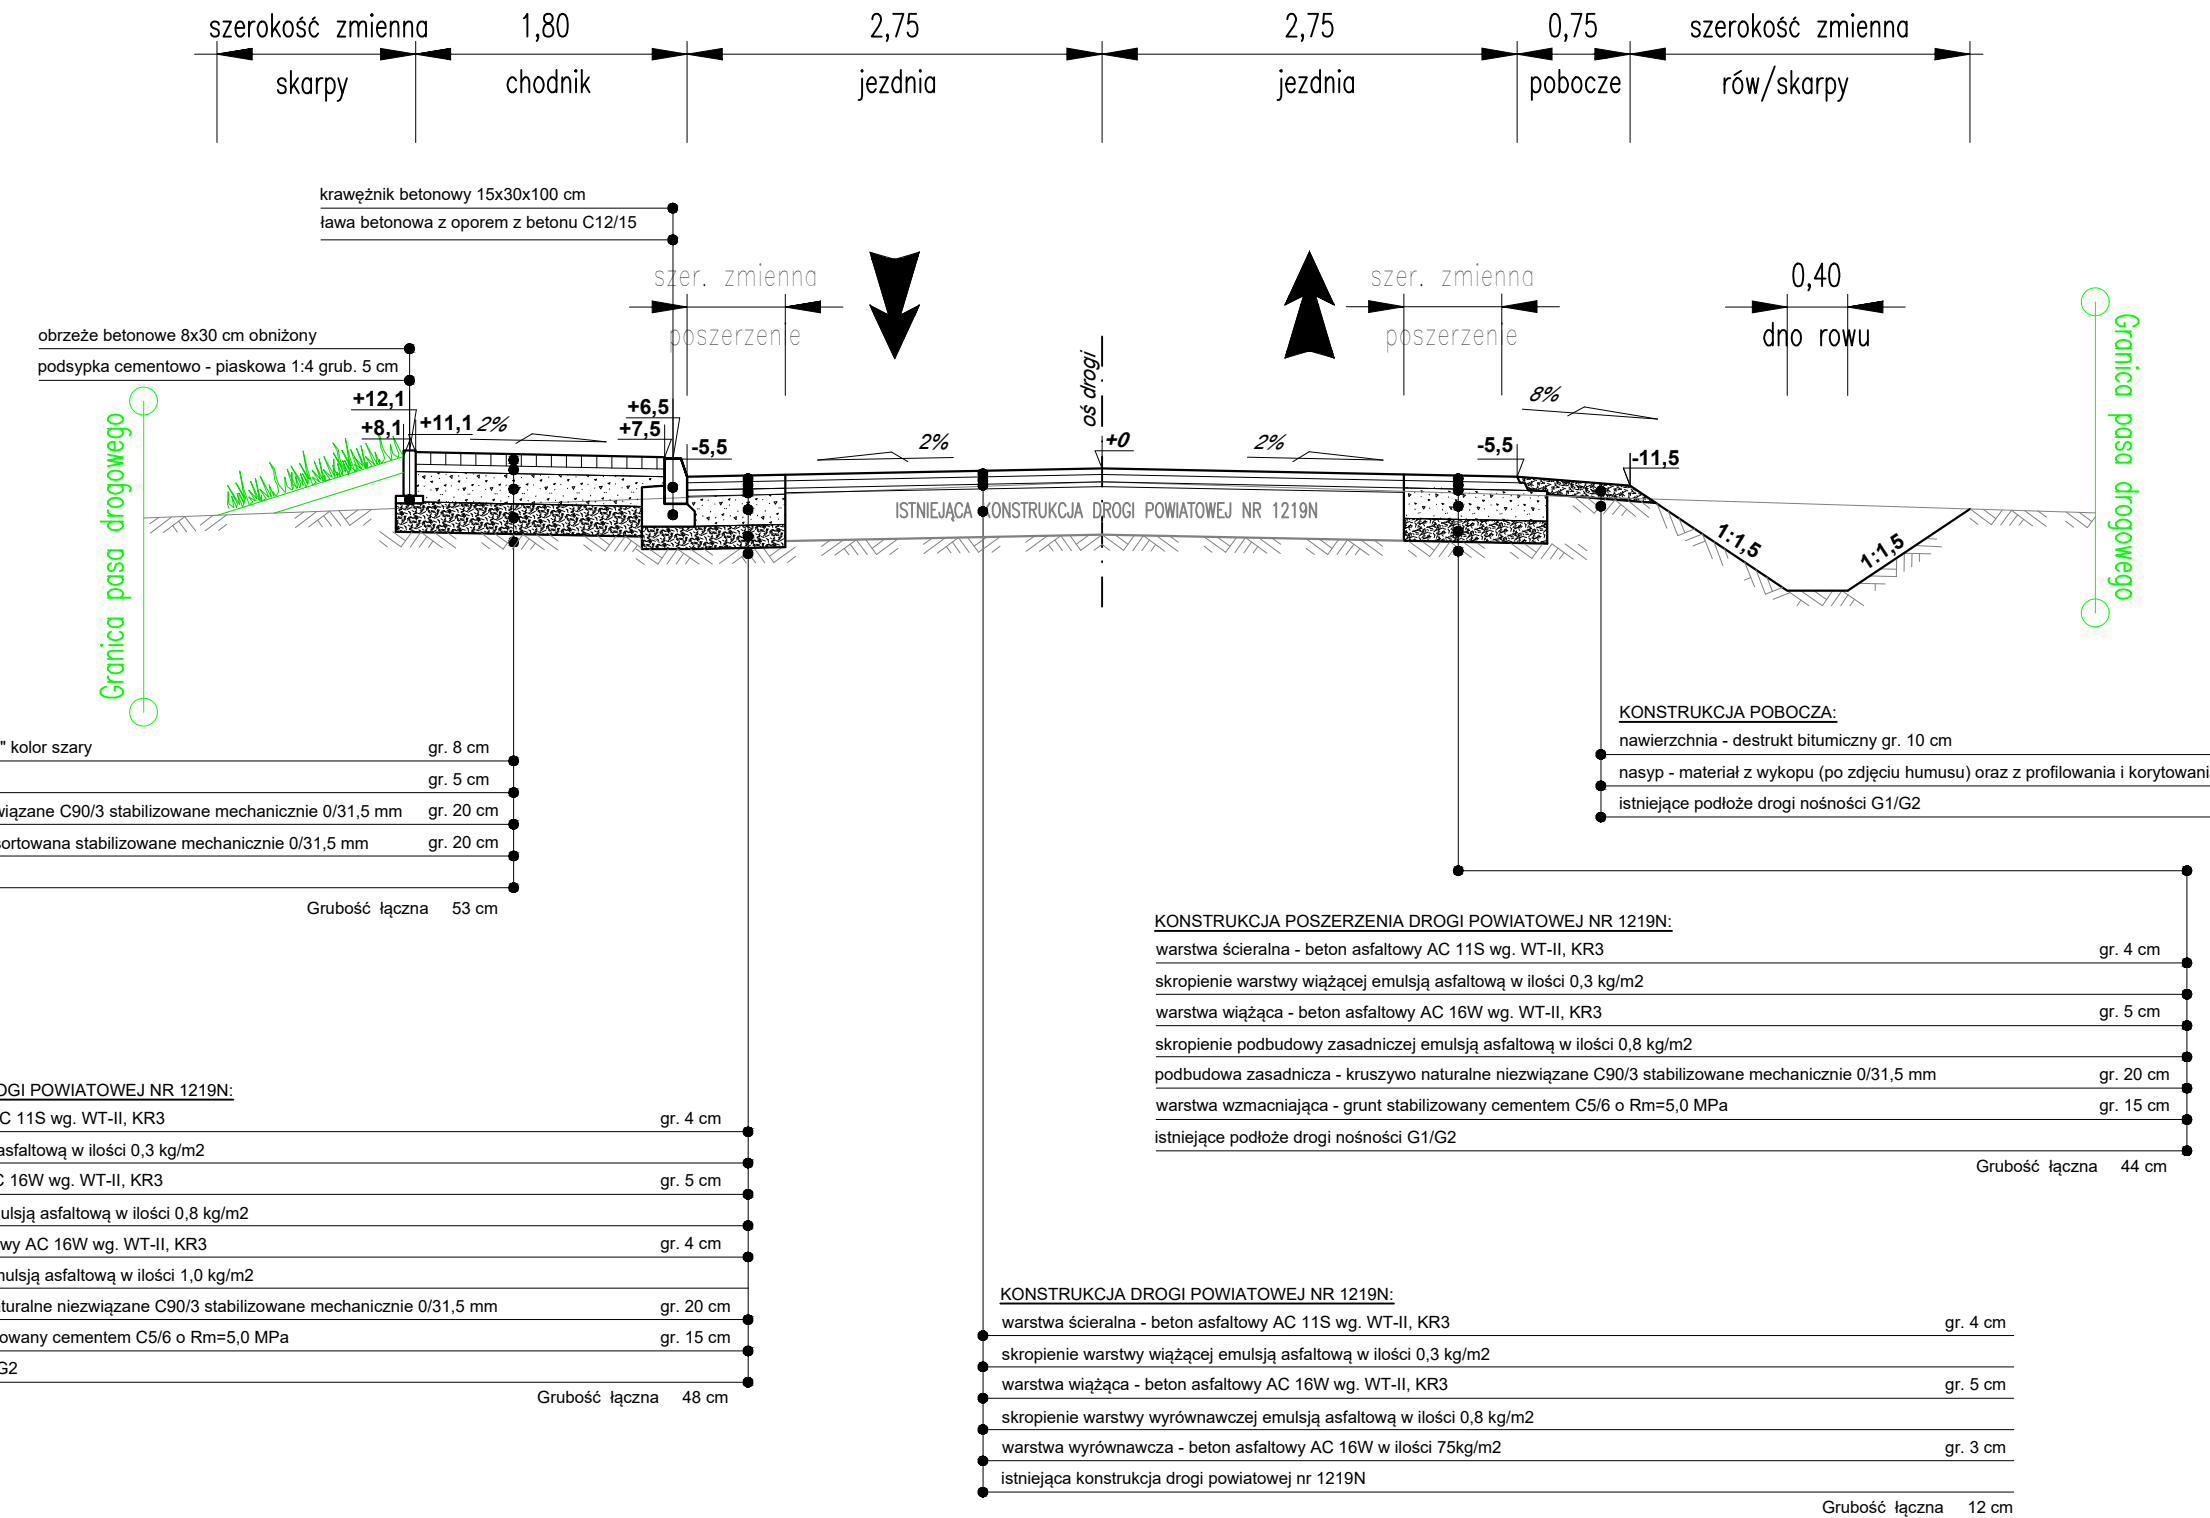 szerokość zmienna
1,80
2,75
2,75
0,75
szerokość zmienna
skarpy
chodnik
jezdnia
jezdnia
pobocze
rów/skarpy
krawężnik betonowy 15x30x100 cm
ława betonowa z oporem z betonu C12/15
szer. zmienna
poszerzenie
szer. zmienna
poszerzenie
0,40
dno rowu
obrzeże betonowe 8x30 cm obniżony
podsypka cementowo - piaskowa 1:4 grub. 5 cm
Granica pasa drogowego
Granica pasa drogowego
oś drogi
+12,1
+8,1
+11,1
2%
+6,5
+7,5
-5,5
2%
+0
2%
-5,5
8%
-11,5
1:1,5
1:1,5
ISTNIEJĄCA KONSTRUKCJA DROGI POWIATOWEJ NR 1219N
" kolor szary gr. 8 cm
gr. 5 cm
wiązane C90/3 stabilizowane mechanicznie 0/31,5 mm gr. 20 cm
sortowana stabilizowane mechanicznie 0/31,5 mm gr. 20 cm
Grubość łączna 53 cm
KONSTRUKCJA POBOCZA:
nawierzchnia - destrukt bitumiczny gr. 10 cm
nasyp - materiał z wykopu (po zdjęciu humusu) oraz z profilowania i korytowani
istniejące podłoże drogi nośności G1/G2
KONSTRUKCJA POSZERZENIA DROGI POWIATOWEJ NR 1219N:
warstwa ścieralna - beton asfaltowy AC 11S wg. WT-II, KR3 gr. 4 cm
skropienie warstwy wiążącej emulsją asfaltową w ilości 0,3 kg/m2
warstwa wiążąca - beton asfaltowy AC 16W wg. WT-II, KR3 gr. 5 cm
skropienie podbudowy zasadniczej emulsją asfaltową w ilości 0,8 kg/m2
podbudowa zasadnicza - kruszywo naturalne niezwiązane C90/3 stabilizowane mechanicznie 0/31,5 mm gr. 20 cm
warstwa wzmacniająca - grunt stabilizowany cementem C5/6 o Rm=5,0 MPa gr. 15 cm
istniejące podłoże drogi nośności G1/G2
Grubość łączna 44 cm
OGI POWIATOWEJ NR 1219N:
C 11S wg. WT-II, KR3 gr. 4 cm
asfaltową w ilości 0,3 kg/m2
C 16W wg. WT-II, KR3 gr. 5 cm
ulsją asfaltową w ilości 0,8 kg/m2
wy AC 16W wg. WT-II, KR3 gr. 4 cm
mulsją asfaltową w ilości 1,0 kg/m2
aturalne niezwiązane C90/3 stabilizowane mechanicznie 0/31,5 mm gr. 20 cm
owany cementem C5/6 o Rm=5,0 MPa gr. 15 cm
G2
Grubość łączna 48 cm
KONSTRUKCJA DROGI POWIATOWEJ NR 1219N:
warstwa ścieralna - beton asfaltowy AC 11S wg. WT-II, KR3 gr. 4 cm
skropienie warstwy wiążącej emulsją asfaltową w ilości 0,3 kg/m2
warstwa wiążąca - beton asfaltowy AC 16W wg. WT-II, KR3 gr. 5 cm
skropienie warstwy wyrównawczej emulsją asfaltową w ilości 0,8 kg/m2
warstwa wyrównawcza - beton asfaltowy AC 16W w ilości 75kg/m2 gr. 3 cm
istniejąca konstrukcja drogi powiatowej nr 1219N
Grubość łączna 12 cm